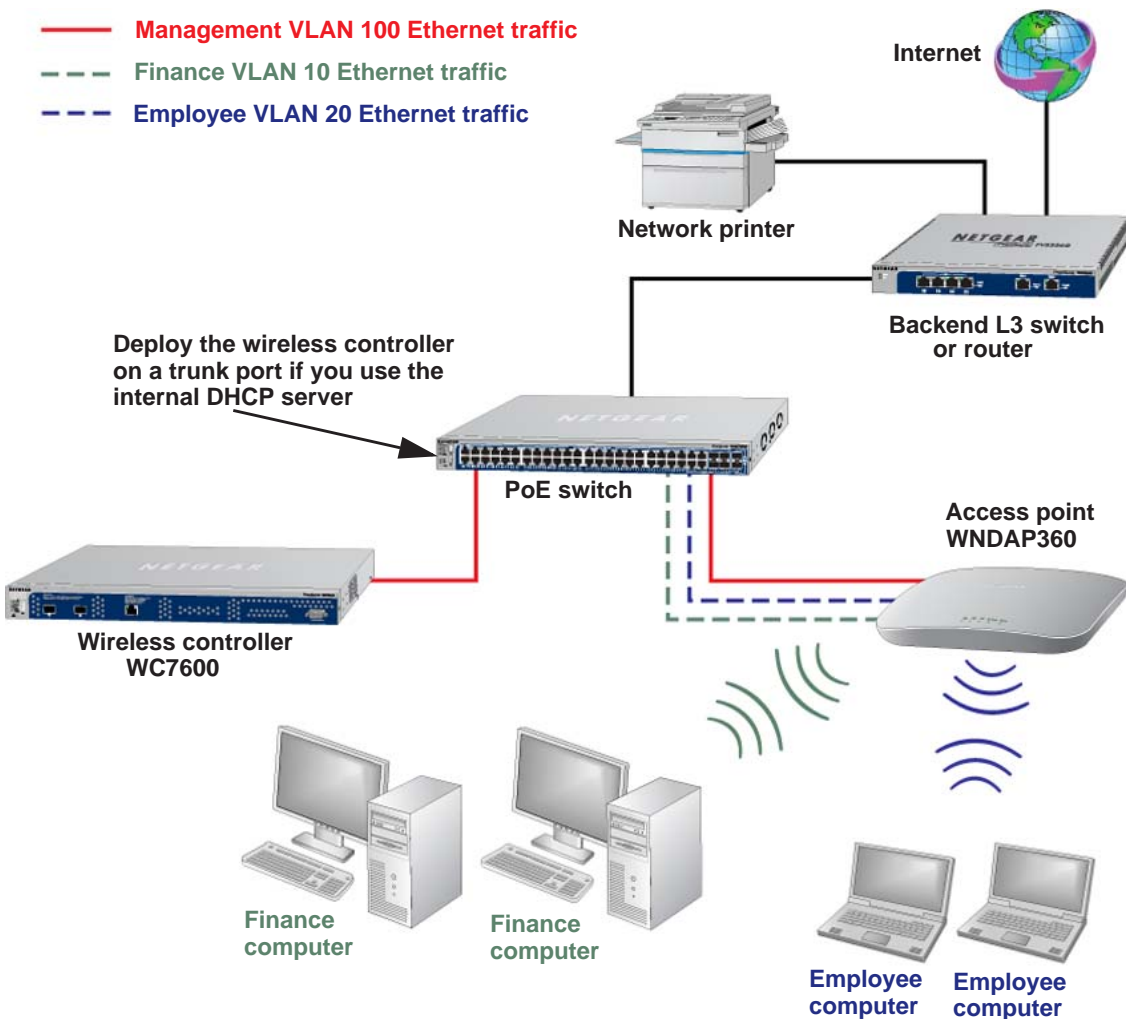 Management VLAN 100 Ethernet traffic
Finance VLAN 10 Ethernet traffic
Employee VLAN 20 Ethernet traffic
Internet
Network printer
NETGEAR
NETGEAR
Backend L3 switch
or router
Deploy the wireless controller
on a trunk port if you use the
internal DHCP server
NETGEAR
PoE switch
Access point
WNDAP360
NETGEAR
NETGEAR
Wireless controller
WC7600
Finance
computer
Finance
computer
Employee
computer
Employee
computer